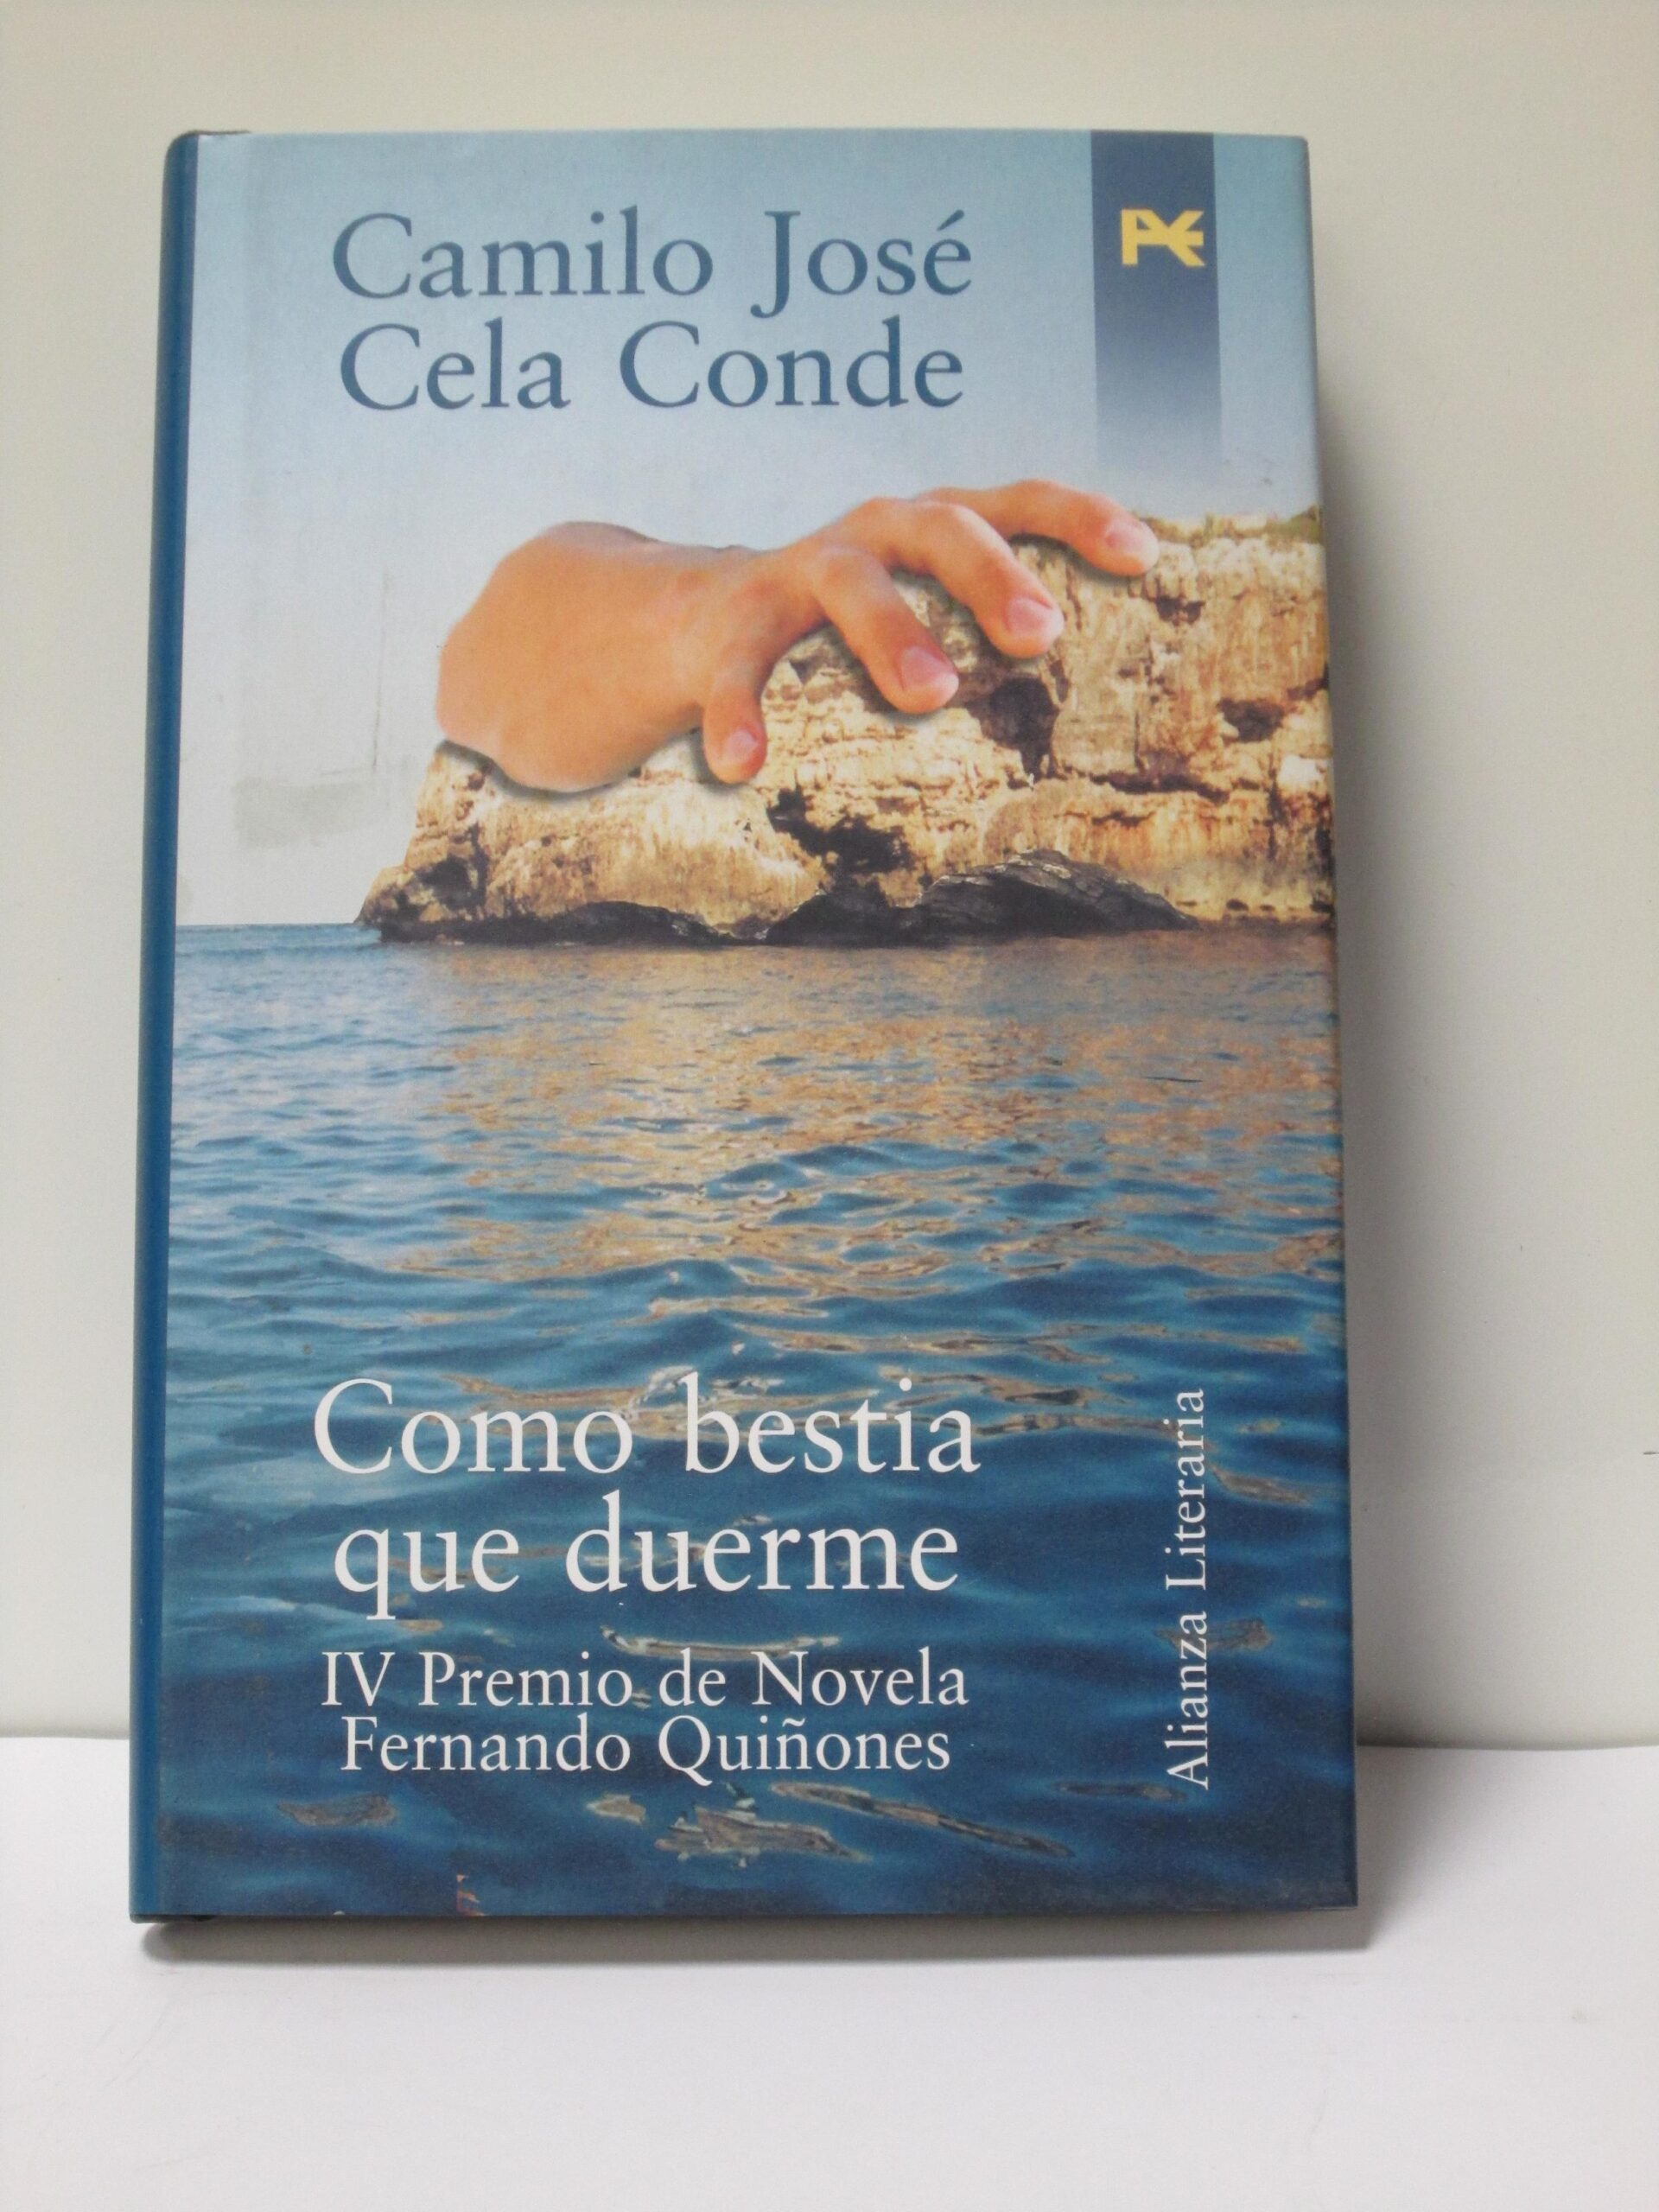 Camilo José
Cela Conde
Como bestia
que duerme
IV Premio de Novela
Fernando Quiñones
Alianza Literaria